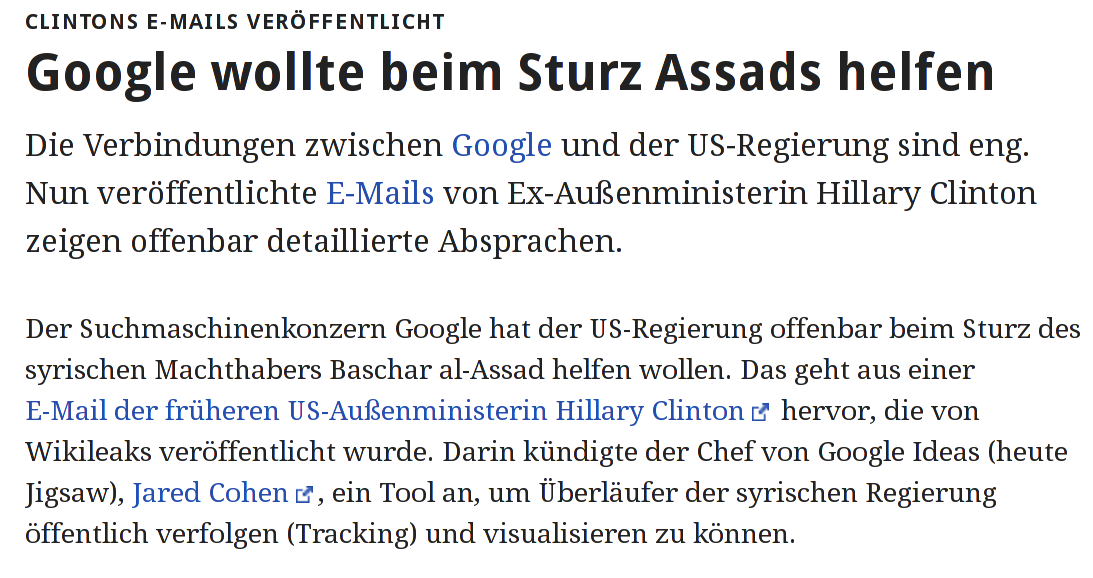 CLINTONS E-MAILS VERÖFFENTLICHT
Google wollte beim Sturz Assads helfen
Die Verbindungen zwischen Google und der US-Regierung sind eng.
Nun veröffentlichte E-Mails von Ex-Außenministerin Hillary Clinton
zeigen offenbar detaillierte Absprachen.
Der Suchmaschinenkonzern Google hat der US-Regierung offenbar beim Sturz des
syrischen Machthabers Baschar al-Assad helfen wollen. Das geht aus einer
E-Mail der früheren US-Außenministerin Hillary Clinton hervor, die von
Wikileaks veröffentlicht wurde. Darin kündigte der Chef von Google Ideas (heute
Jigsaw), Jared Cohen, ein Tool an, um Überläufer der syrischen Regierung
öffentlich verfolgen (Tracking) und visualisieren zu können.